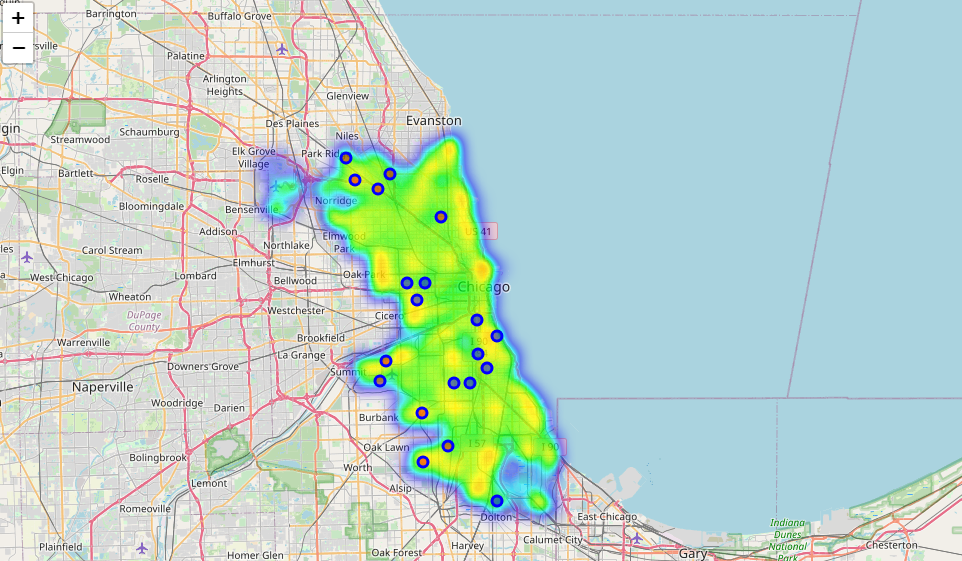 +
−
Barrington
Buffalo Grove
Palatine
Arlington
Heights
Glenview
Schaumburg
Des Plaines
Evanston
Streamwood
Niles
Elk Grove
Village
Park Rid
Elgin
Bartlett
Roselle
Bensenville
Norridge
Bloomingdale
Addison
US 41
Elmwood
Park
Carol Stream
Northlake
West Chicago
Lombard
Elmhurst
Bellwood
Oak Park
Chicago
Wheaton
Westchester
Cicero
DuPage
County
Warrenville
Brookfield
I 90
La Grange
Downers Grove
Summit
Naperville
Woodridge
Darien
Burbank
Oak Lawn
I 57
I 90
Bolingbrook
Worth
Lemont
Alsip
Romeoville
Dolton
East Chicago
Plainfield
Homer Glen
Oak Forest
Harvey
Calumet City
Gary
Indiana
Dunes
National
Park
Chesterton